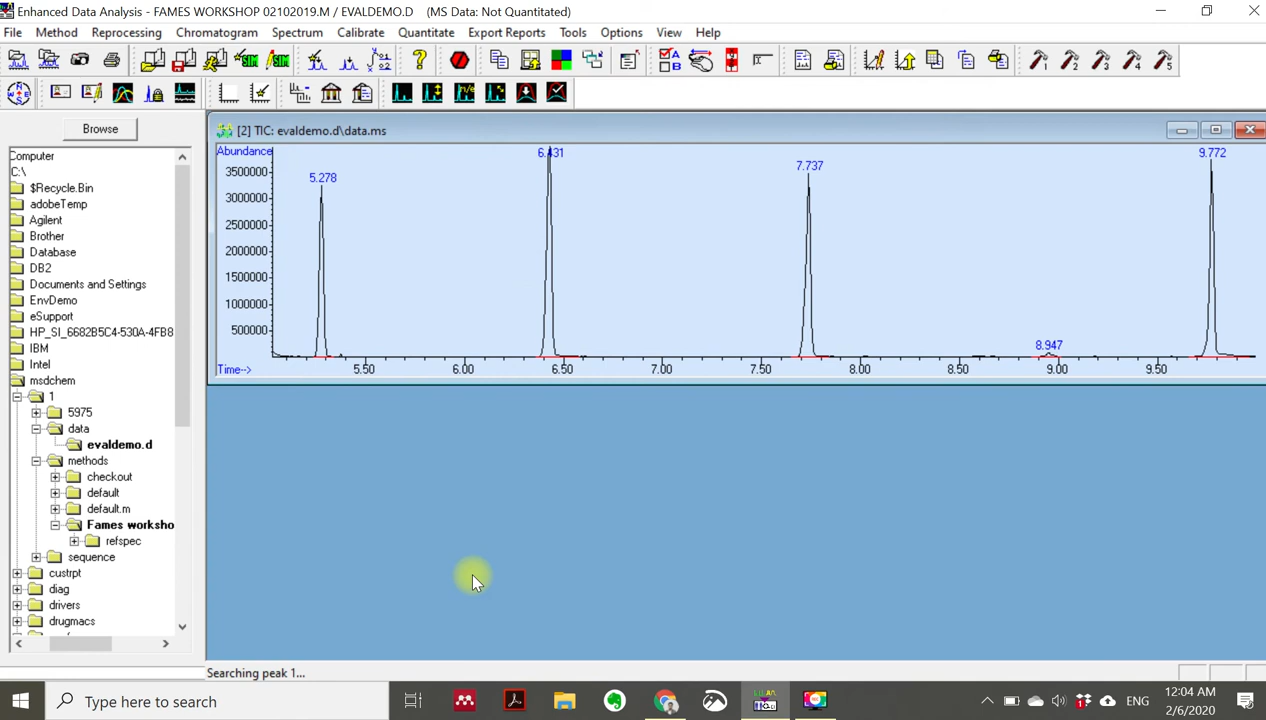 Enhanced Data Analysis - FAMES WORKSHOP 02102019.M / EVALDEMO.D (MS Data: Not Quantitated)
File Method Reprocessing Chromatogram Spectrum Calibrate Quantitate Export Reports Tools Options View Help
Browse
Computer
C:\
$Recycle.Bin
adobeTemp
Agilent
Brother
Database
DB2
Documents and Settings
EnvDemo
eSupport
HP_SI_6682B5C4-530A-4FB8
IBM
Intel
msdchem
1
5975
data
evaldemo.d
methods
checkout
default
default.m
Fames worksho
refspec
sequence
custrpt
diag
drivers
drugmacs
[2] TIC: evaldemo.d\data.ms
Abundance
3500000
3000000
2500000
2000000
1500000
1000000
500000
5.278
6.431
7.737
8.947
9.772
Time-->
5.50 6.00 6.50 7.00 7.50 8.00 8.50 9.00 9.50
Searching peak 1...
Type here to search
ENG
12:04 AM
2/6/2020